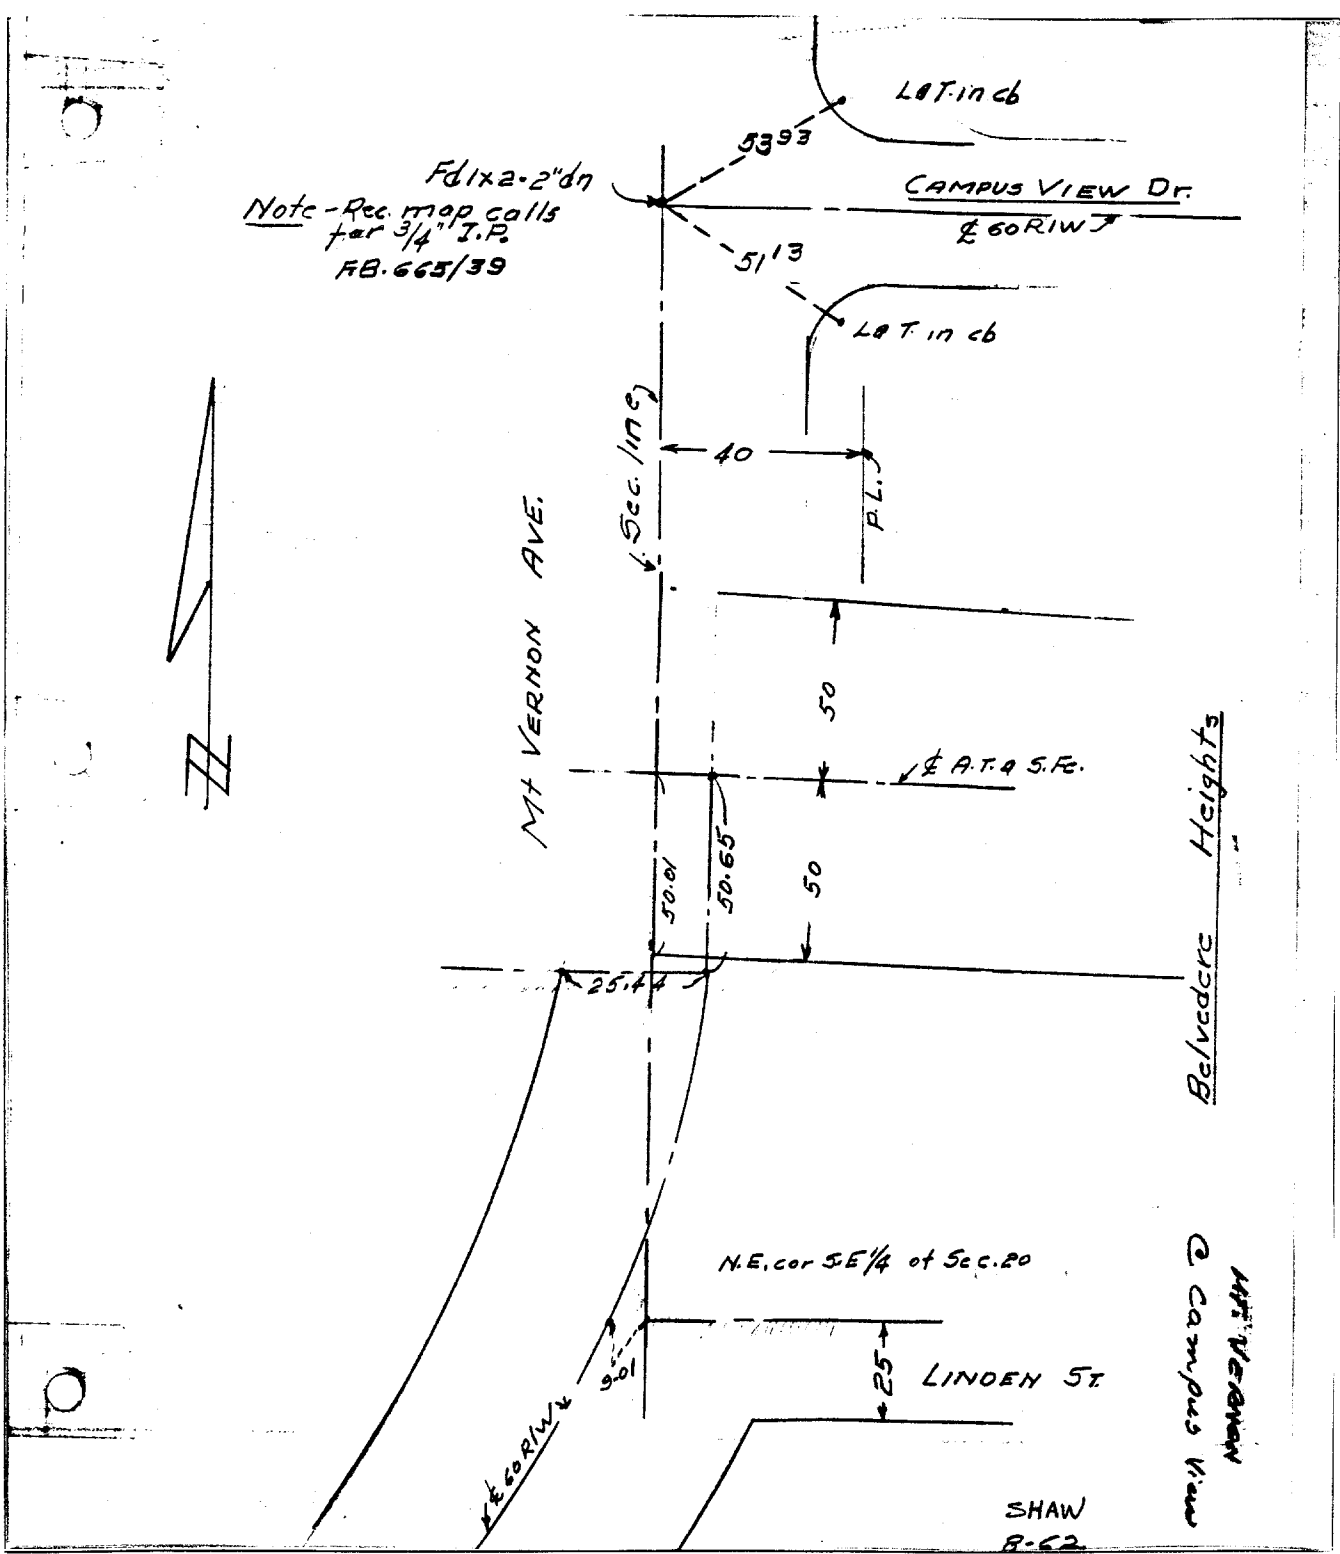 L&T. in cb
53 93
Fd 1x2-2"dn
Note - Rec. map calls
for 3/4" I.P.
F.B. 665/39
CAMPUS VIEW Dr.
℄ 60 R/W
51 13
L&T. in cb
Sec. line
40
P.L.
Mt VERNON AVE.
50
℄ A.T.& S.Fe.
50.01
50.65
50
25.44
Belvedere Heights
N.E. cor S.E 1/4 of Sec. 20
9.01
25
LINDEN ST.
℄ 60 R/W
Mt. VERNON
@ Campus View
SHAW
8-62
N